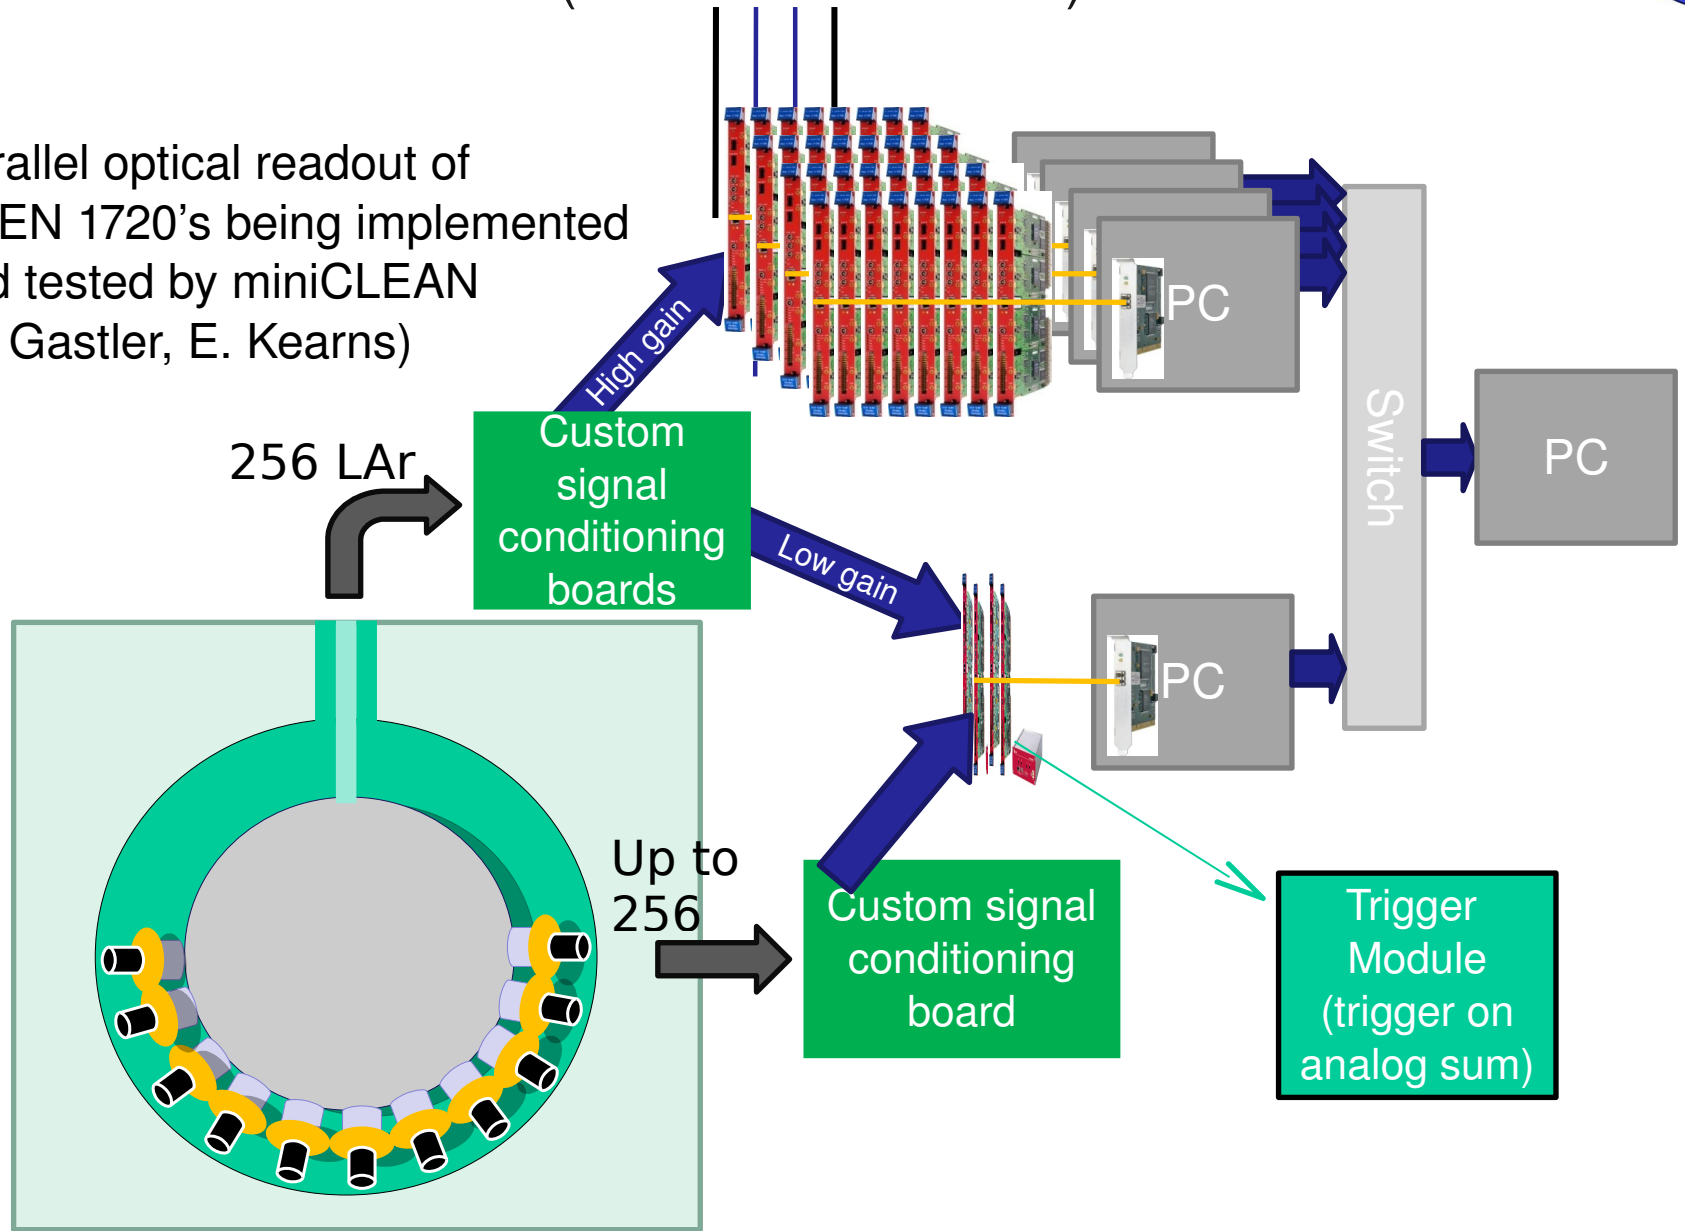 rallel optical readout of
EN 1720's being implemented
d tested by miniCLEAN
Gastler, E. Kearns)
High gain
PC
Custom
signal
conditioning
boards
256 LAr
Low gain
Switch
PC
PC
Up to
256
Custom signal
conditioning
board
Trigger
Module
(trigger on
analog sum)